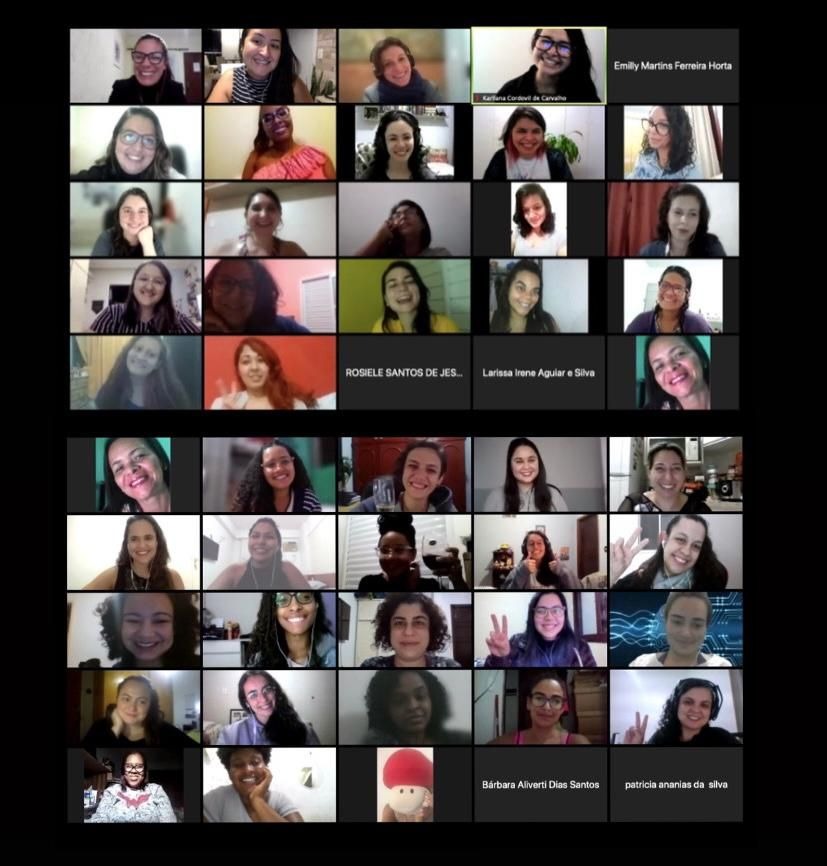 Emilly Martins Ferreira Horta
Karliana Cordovil de Carvalho
ROSIELE SANTOS DE JES...
Larissa Irene Aguiar e Silva
Bárbara Aliverti Dias Santos
patricia ananias da silva